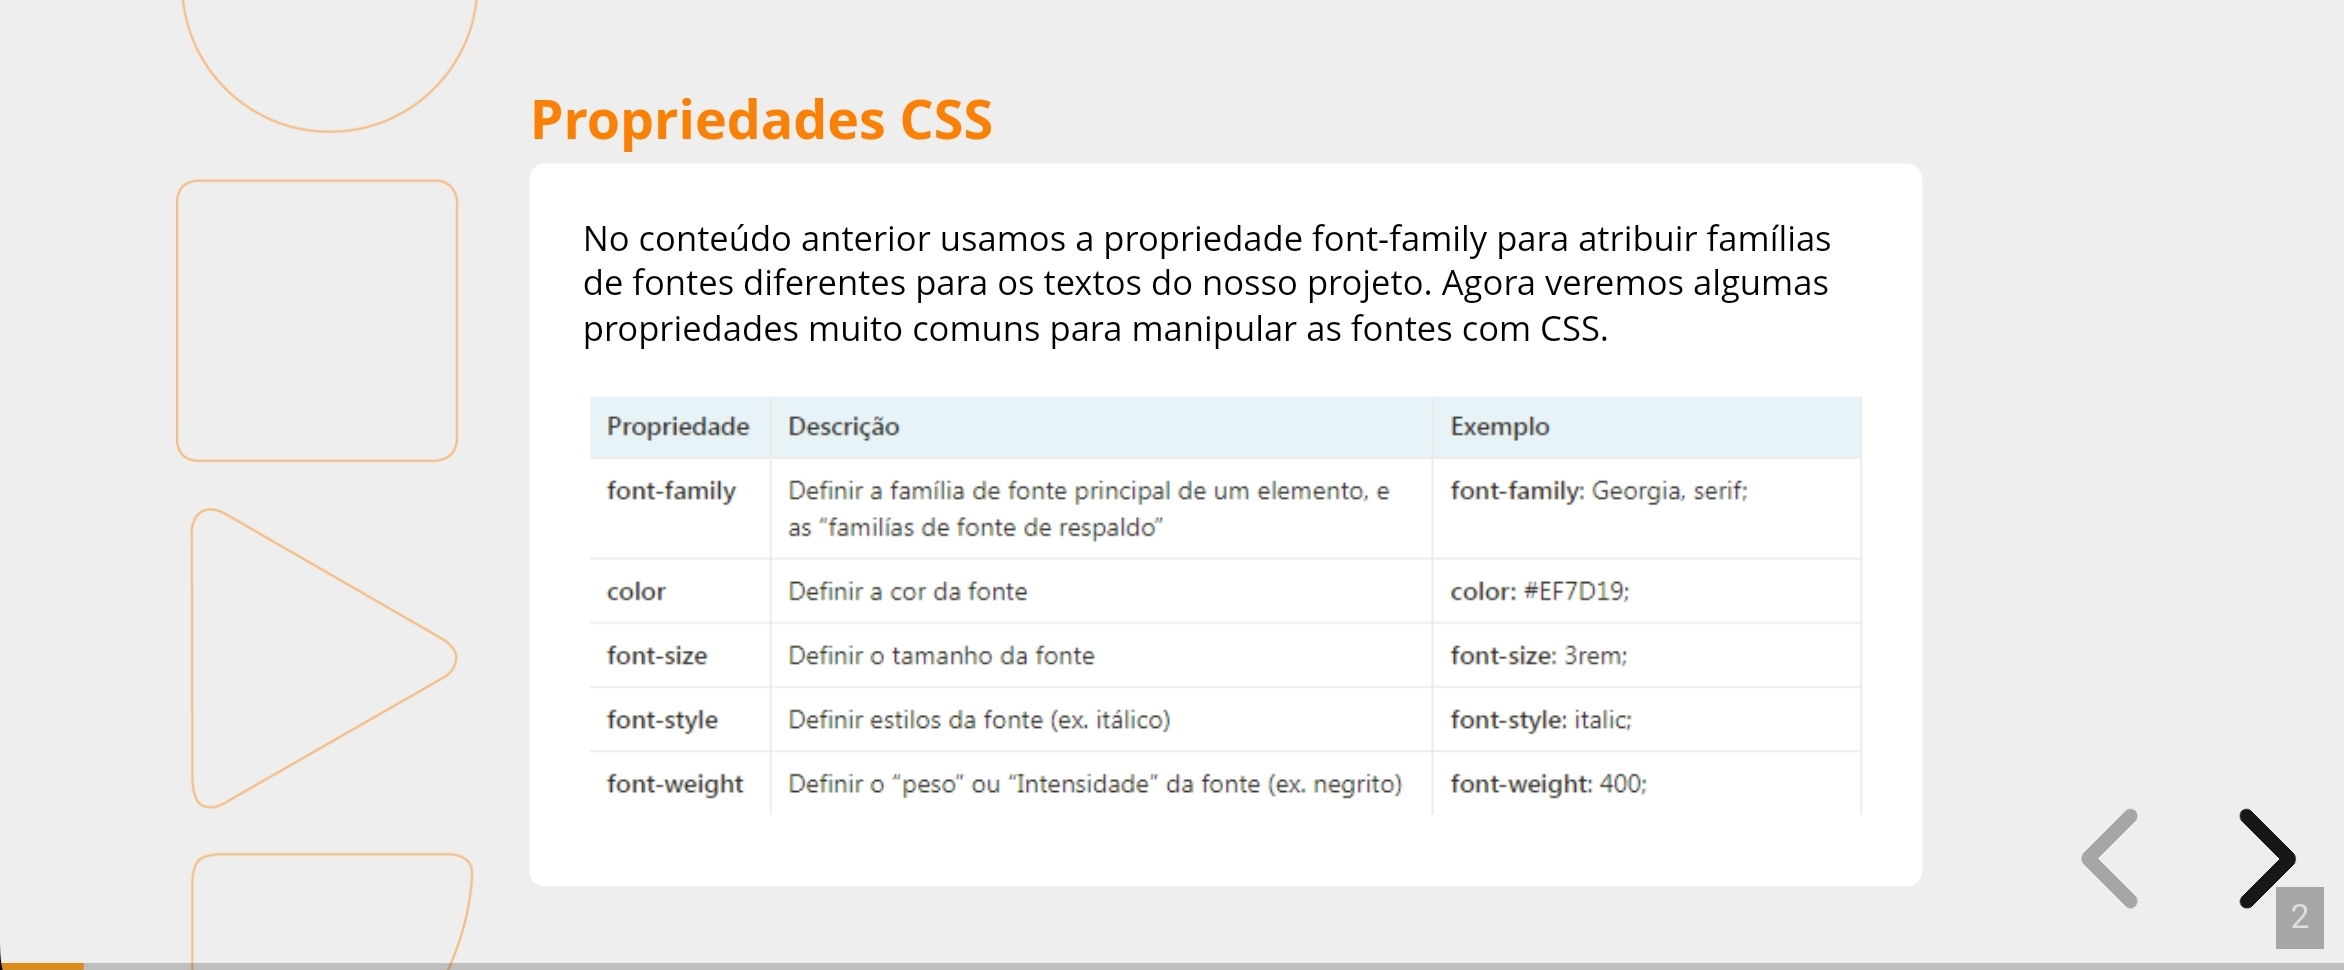 Propriedades CSS
No conteúdo anterior usamos a propriedade font-family para atribuir famílias
de fontes diferentes para os textos do nosso projeto. Agora veremos algumas
propriedades muito comuns para manipular as fontes com CSS.
Propriedade Descrição Exemplo
font-family Definir a família de fonte principal de um elemento, e font-family: Georgia, serif;
as “familías de fonte de respaldo”
color Definir a cor da fonte color: #EF7D19;
font-size Definir o tamanho da fonte font-size: 3rem;
font-style Definir estilos da fonte (ex. itálico) font-style: italic;
font-weight Definir o “peso” ou “Intensidade” da fonte (ex. negrito) font-weight: 400;
2